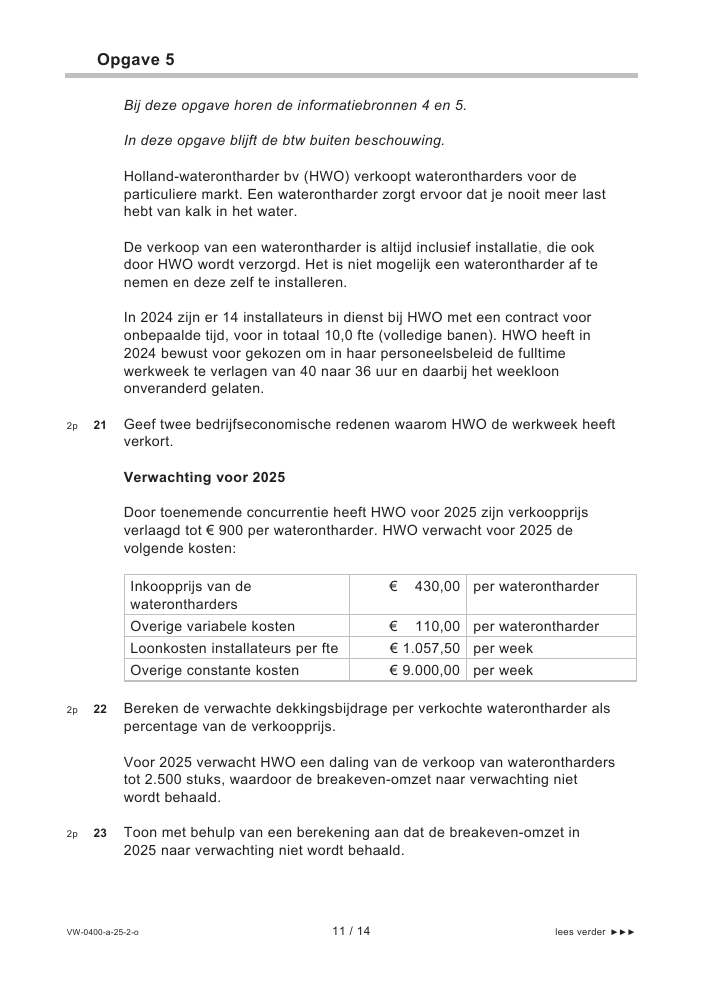 Opgave 5
Bij deze opgave horen de informatiebronnen 4 en 5.
In deze opgave blijft de btw buiten beschouwing.
Holland-waterontharder bv (HWO) verkoopt waterontharders voor de
particuliere markt. Een waterontharder zorgt ervoor dat je nooit meer last
hebt van kalk in het water.
De verkoop van een waterontharder is altijd inclusief installatie, die ook
door HWO wordt verzorgd. Het is niet mogelijk een waterontharder af te
nemen en deze zelf te installeren.
In 2024 zijn er 14 installateurs in dienst bij HWO met een contract voor
onbepaalde tijd, voor in totaal 10,0 fte (volledige banen). HWO heeft in
2024 bewust voor gekozen om in haar personeelsbeleid de fulltime
werkweek te verlagen van 40 naar 36 uur en daarbij het weekloon
onveranderd gelaten.
2p 21 Geef twee bedrijfseconomische redenen waarom HWO de werkweek heeft
verkort.
Verwachting voor 2025
Door toenemende concurrentie heeft HWO voor 2025 zijn verkoopprijs
verlaagd tot € 900 per waterontharder. HWO verwacht voor 2025 de
volgende kosten:
Inkoopprijs van de € 430,00 per waterontharder
waterontharders
Overige variabele kosten € 110,00 per waterontharder
Loonkosten installateurs per fte € 1.057,50 per week
Overige constante kosten € 9.000,00 per week
2p 22 Bereken de verwachte dekkingsbijdrage per verkochte waterontharder als
percentage van de verkoopprijs.
Voor 2025 verwacht HWO een daling van de verkoop van waterontharders
tot 2.500 stuks, waardoor de breakeven-omzet naar verwachting niet
wordt behaald.
2p 23 Toon met behulp van een berekening aan dat de breakeven-omzet in
2025 naar verwachting niet wordt behaald.
VW-0400-a-25-2-o 11 / 14 lees verder ►►►